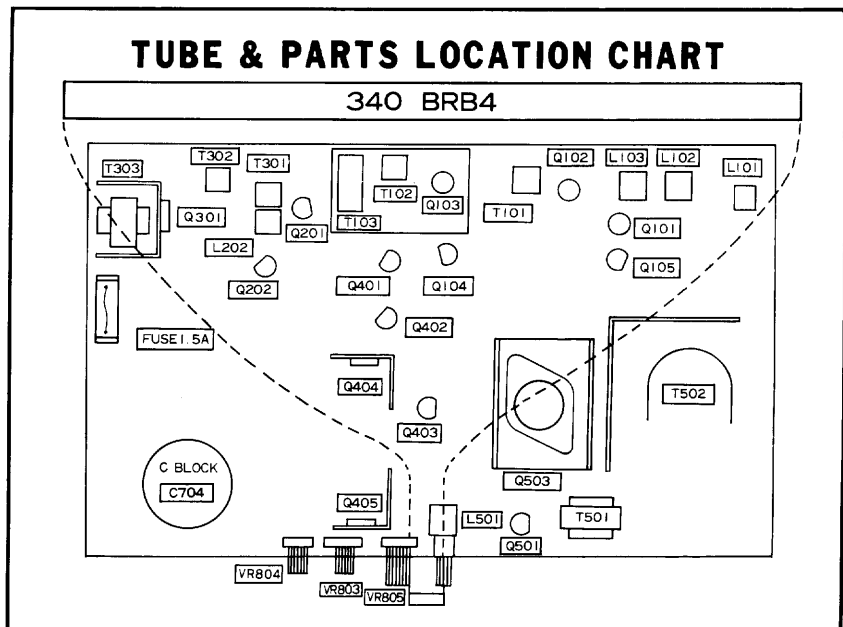 TUBE & PARTS LOCATION CHART
340 BRB4
T303
T302
T301
T102
Q103
T103
Q102
L103
L102
L101
T101
Q301
Q201
L202
Q101
Q202
Q401
Q104
Q105
FUSE 1.5A
Q402
Q404
T502
Q403
C BLOCK
C704
Q503
Q405
L501
T501
Q501
VR804
VR803
VR805